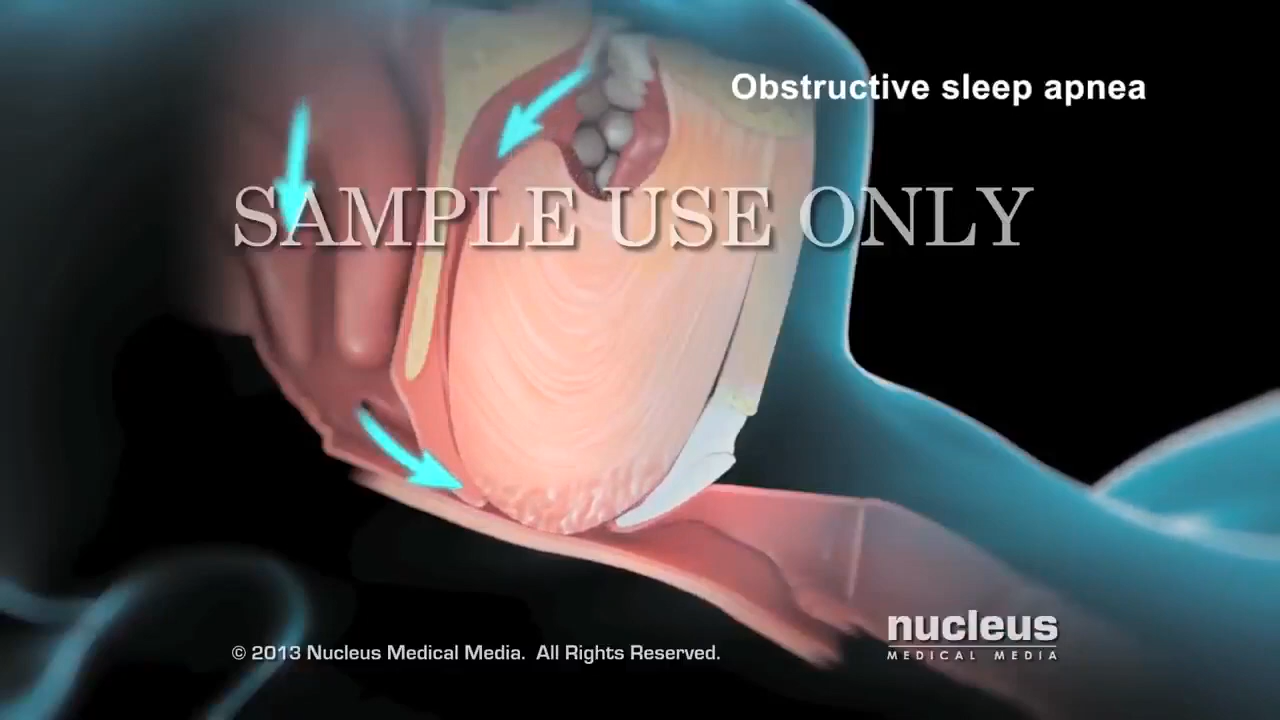 Obstructive sleep apnea
SAMPLE USE ONLY
nucleus
MEDICAL MEDIA
© 2013 Nucleus Medical Media.  All Rights Reserved.